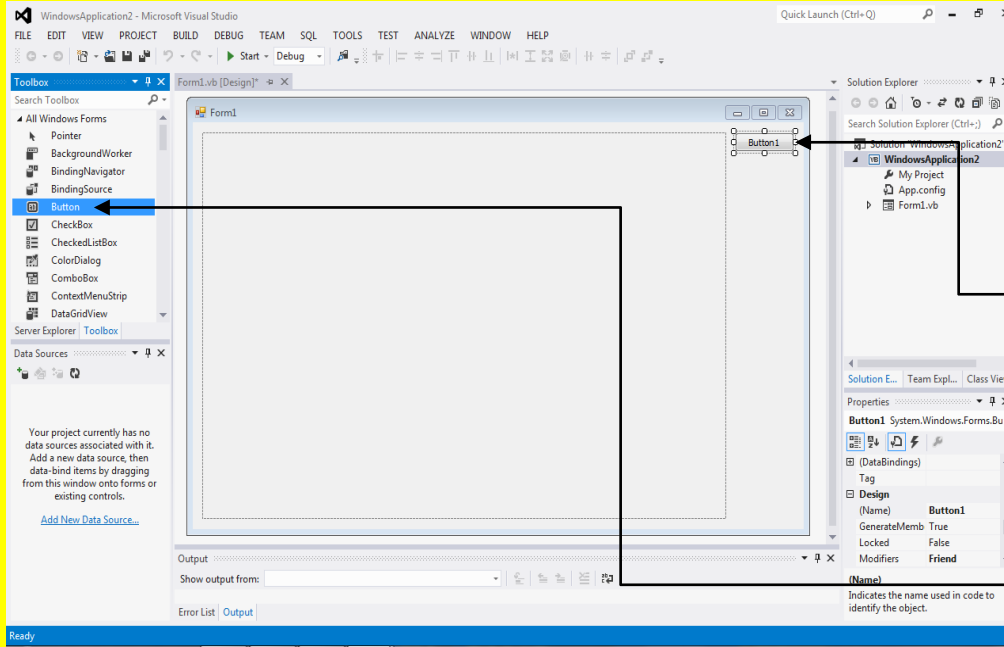 WindowsApplication2 - Microsoft Visual Studio
Quick Launch (Ctrl+Q)
FILE EDIT VIEW PROJECT BUILD DEBUG TEAM SQL TOOLS TEST ANALYZE WINDOW HELP
Start Debug
Toolbox
Search Toolbox
All Windows Forms
Pointer
BackgroundWorker
BindingNavigator
BindingSource
Button
CheckBox
CheckedListBox
ColorDialog
ComboBox
ContextMenuStrip
DataGridView
Server Explorer Toolbox
Data Sources
Your project currently has no
data sources associated with it.
Add a new data source, then
data-bind items by dragging
from this window onto forms or
existing controls.
Add New Data Source...
Form1.vb [Design]*
Form1
Button1
Output
Show output from:
Error List Output
Solution Explorer
Search Solution Explorer (Ctrl+;)
Solution 'WindowsApplication2'
WindowsApplication2
My Project
App.config
Form1.vb
Solution E... Team Expl... Class Vie
Properties
Button1 System.Windows.Forms.Bu
(DataBindings)
Tag
Design
(Name) Button1
GenerateMemb True
Locked False
Modifiers Friend
(Name)
Indicates the name used in code to
identify the object.
Ready